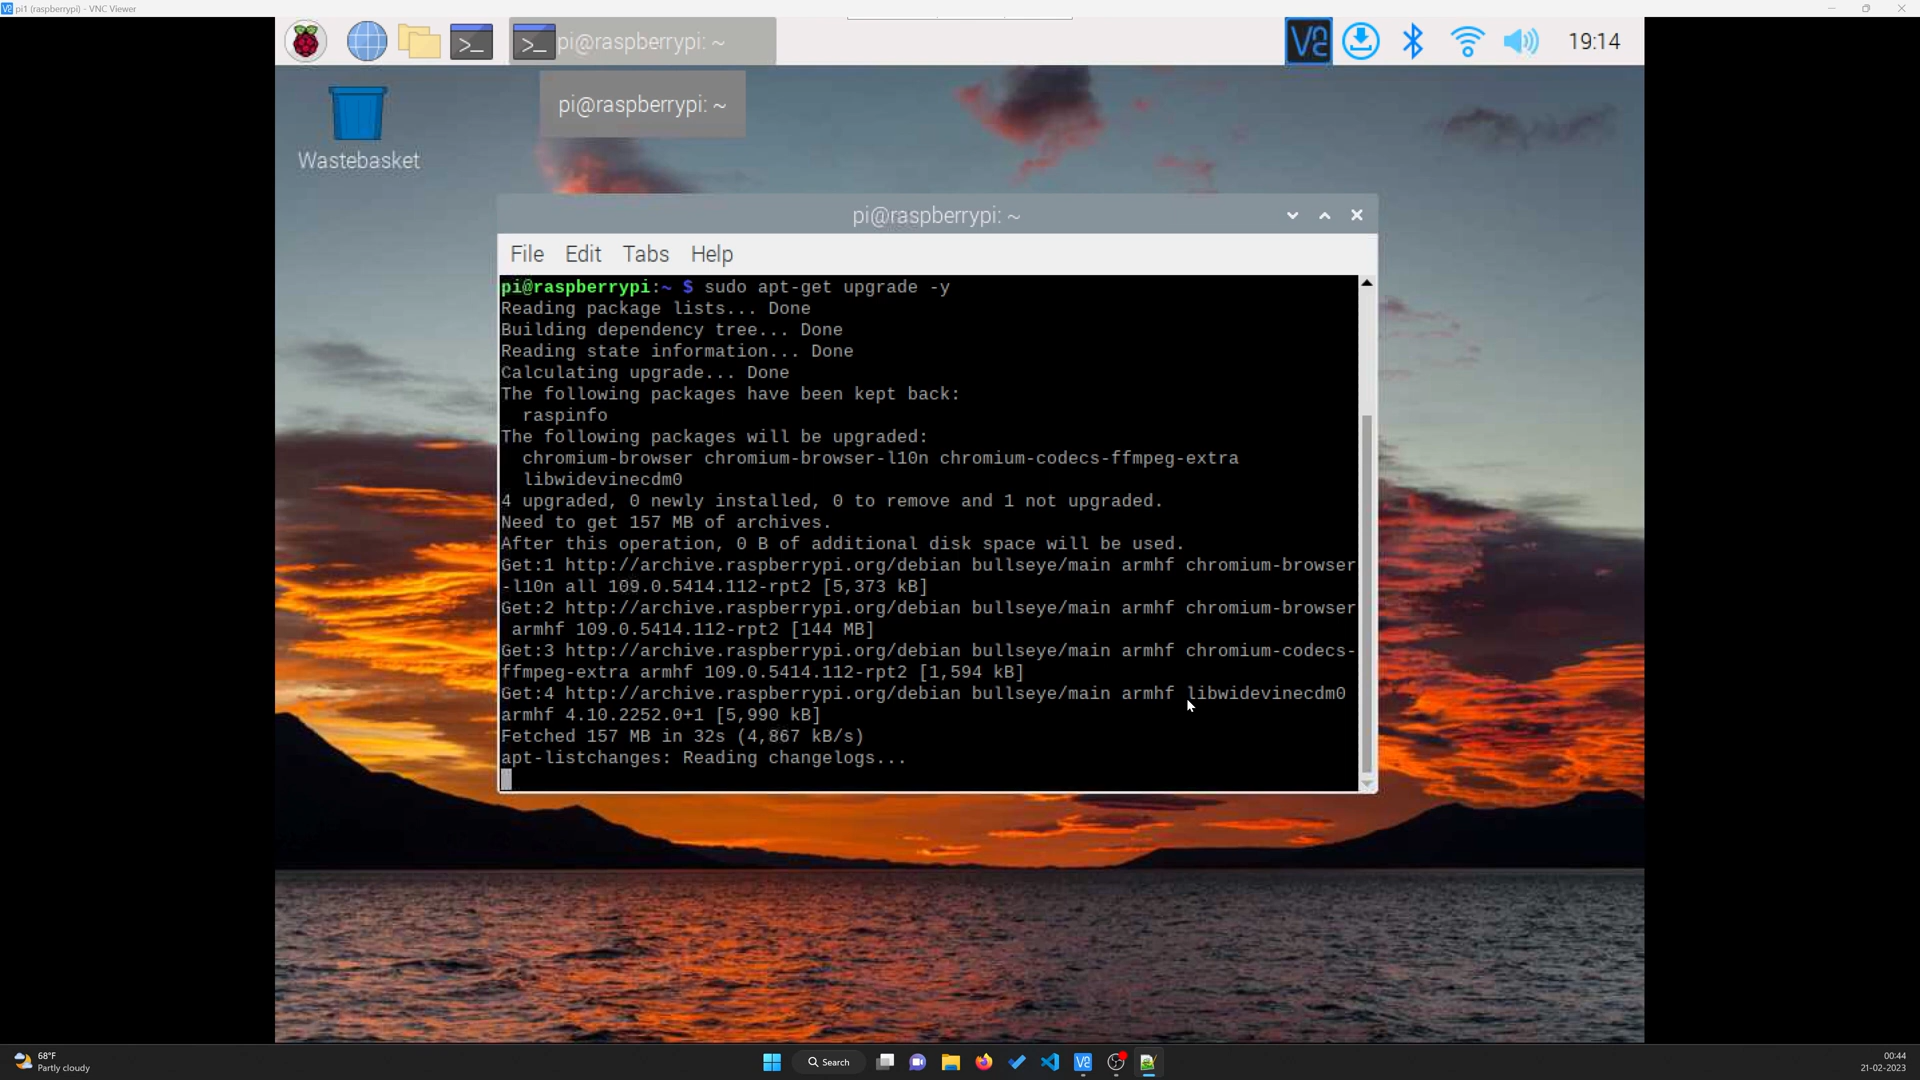 pi1 (raspberrypi) - VNC Viewer
pi@raspberrypi: ~
19:14
pi@raspberrypi: ~
Wastebasket
pi@raspberrypi: ~
File Edit Tabs Help
pi@raspberrypi:~ $ sudo apt-get upgrade -y
Reading package lists... Done
Building dependency tree... Done
Reading state information... Done
Calculating upgrade... Done
The following packages have been kept back:
raspinfo
The following packages will be upgraded:
chromium-browser chromium-browser-l10n chromium-codecs-ffmpeg-extra
libwidevinecdm0
4 upgraded, 0 newly installed, 0 to remove and 1 not upgraded.
Need to get 157 MB of archives.
After this operation, 0 B of additional disk space will be used.
Get:1 http://archive.raspberrypi.org/debian bullseye/main armhf chromium-browser
-l10n all 109.0.5414.112-rpt2 [5,373 kB]
Get:2 http://archive.raspberrypi.org/debian bullseye/main armhf chromium-browser
armhf 109.0.5414.112-rpt2 [144 MB]
Get:3 http://archive.raspberrypi.org/debian bullseye/main armhf chromium-codecs-
ffmpeg-extra armhf 109.0.5414.112-rpt2 [1,594 kB]
Get:4 http://archive.raspberrypi.org/debian bullseye/main armhf libwidevinecdm0
armhf 4.10.2252.0+1 [5,990 kB]
Fetched 157 MB in 32s (4,867 kB/s)
apt-listchanges: Reading changelogs...
68°F
Partly cloudy
Search
00:44
21-02-2023